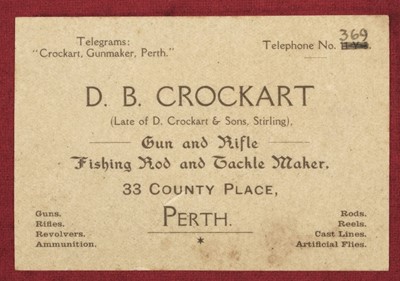 Telegrams:
"Crockart, Gunmaker, Perth."
Telephone No. 369
D. B. CROCKART
(Late of D. Crockart & Sons, Stirling),
Gun and Rifle
Fishing Rod and Tackle Maker,
33 COUNTY PLACE,
PERTH.
*
Guns.
Rifles.
Revolvers.
Ammunition.
Rods.
Reels.
Cast Lines.
Artificial Flies.